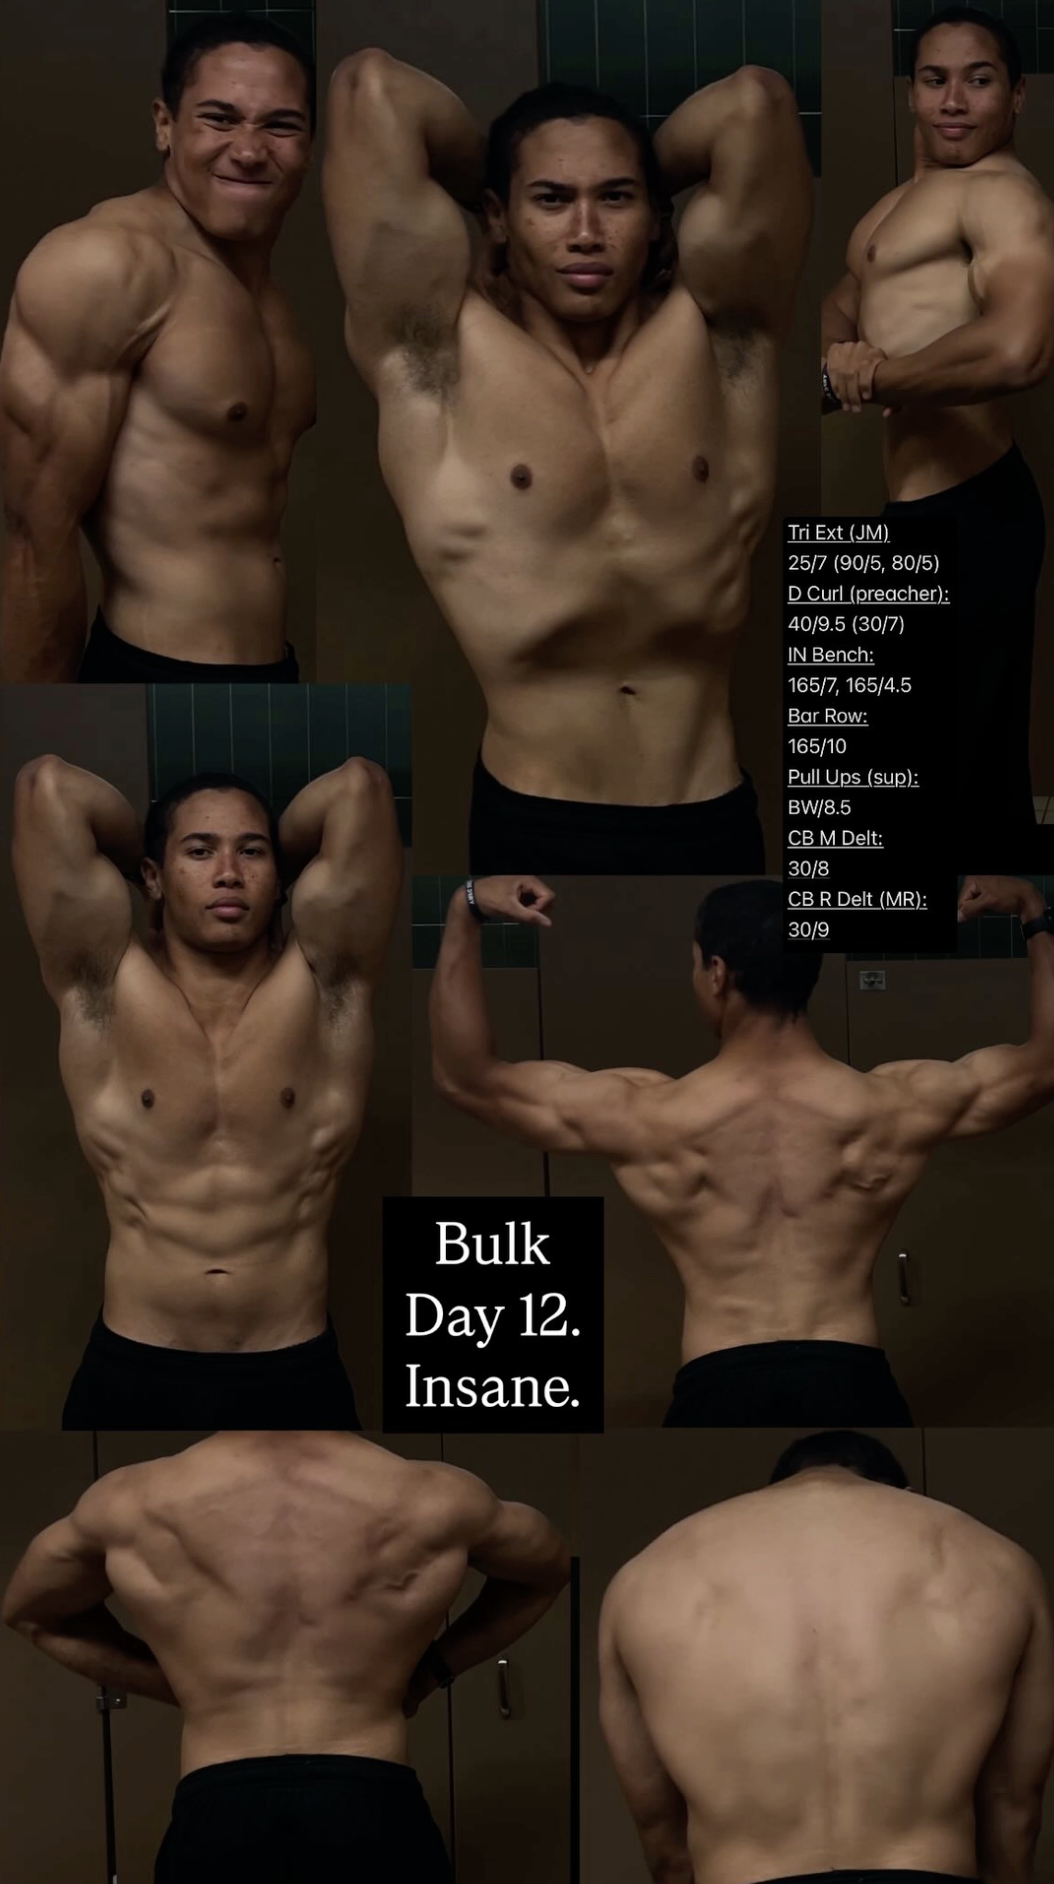 Tri Ext (JM)
25/7 (90/5, 80/5)
D Curl (preacher):
40/9.5 (30/7)
IN Bench:
165/7, 165/4.5
Bar Row:
165/10
Pull Ups (sup):
BW/8.5
CB M Delt:
30/8
CB R Delt (MR):
30/9
Bulk
Day 12.
Insane.